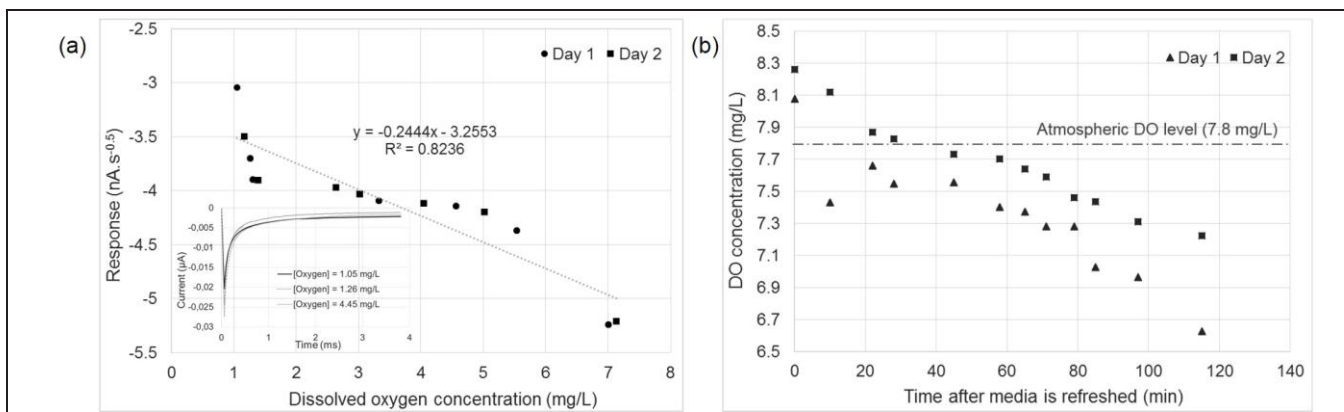 (a)
-2.5
-3
-3.5
-4
-4.5
-5
-5.5
Response (nA.s⁻⁰·⁵)
● Day 1 ■ Day 2
y = -0.2444x - 3.2553
R² = 0.8236
0
-0,005
-0,01
-0,015
-0,02
-0,025
-0,03
Current (µA)
[Oxygen] = 1.05 mg/L
[Oxygen] = 1.26 mg/L
[Oxygen] = 4.45 mg/L
0 1 2 3 4
Time (ms)
0 1 2 3 4 5 6 7 8
Dissolved oxygen concentration (mg/L)
(b)
8.5
8.3
8.1
7.9
7.7
7.5
7.3
7.1
6.9
6.7
6.5
DO concentration (mg/L)
▲ Day 1 ■ Day 2
Atmospheric DO level (7.8 mg/L)
0 20 40 60 80 100 120 140
Time after media is refreshed (min)